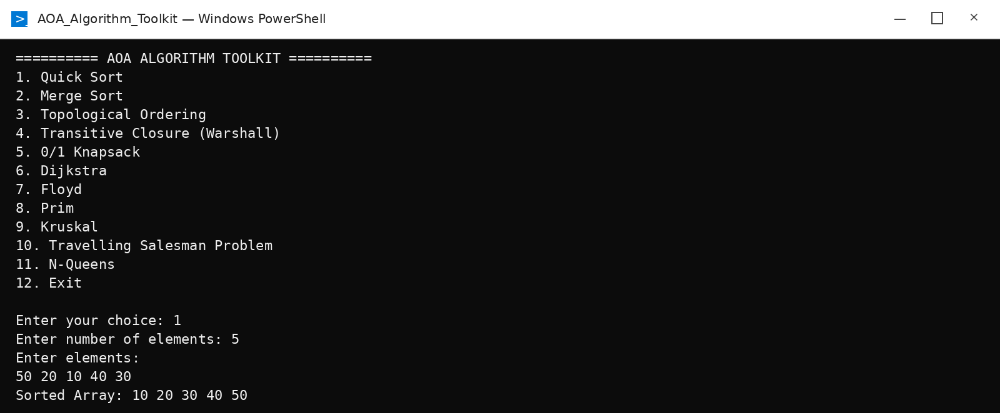 AOA_Algorithm_Toolkit — Windows PowerShell
========== AOA ALGORITHM TOOLKIT ==========
1. Quick Sort
2. Merge Sort
3. Topological Ordering
4. Transitive Closure (Warshall)
5. 0/1 Knapsack
6. Dijkstra
7. Floyd
8. Prim
9. Kruskal
10. Travelling Salesman Problem
11. N-Queens
12. Exit
Enter your choice: 1
Enter number of elements: 5
Enter elements:
50 20 10 40 30
Sorted Array: 10 20 30 40 50